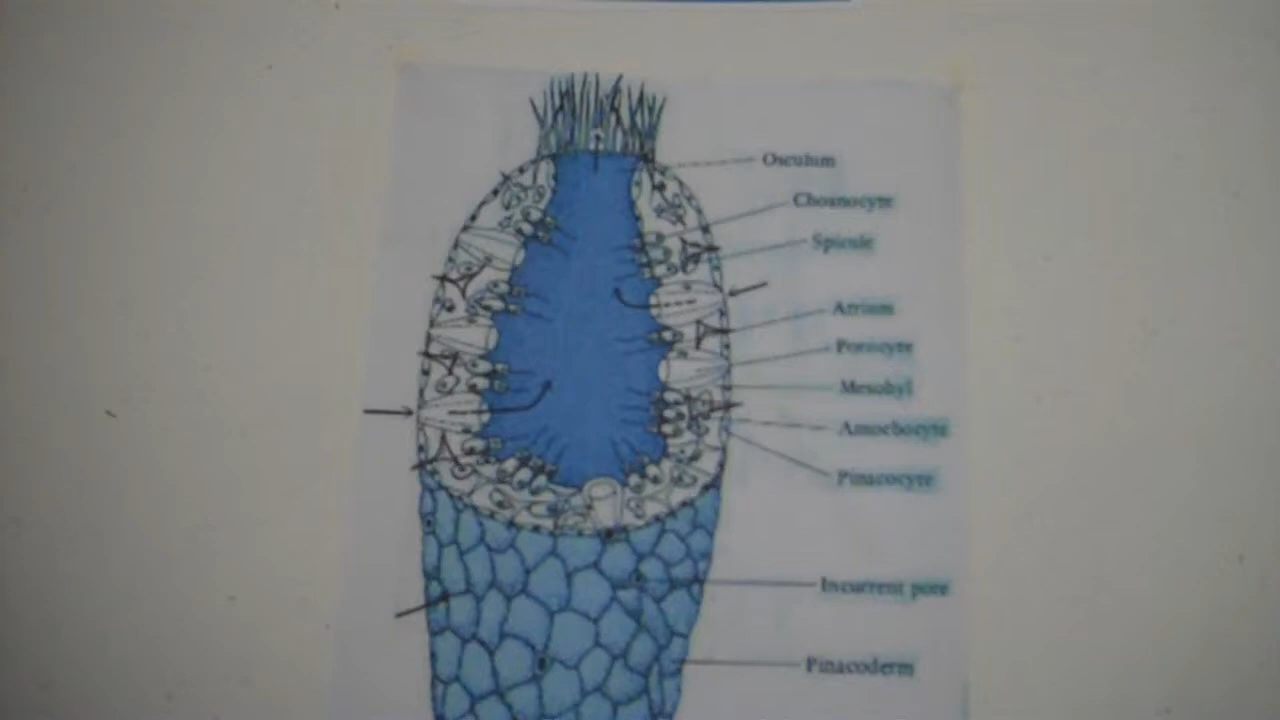 Osculum
Choanocyte
Spicule
Atrium
Porocyte
Mesohyl
Amoebocyte
Pinacocyte
Incurrent pore
Pinacoderm